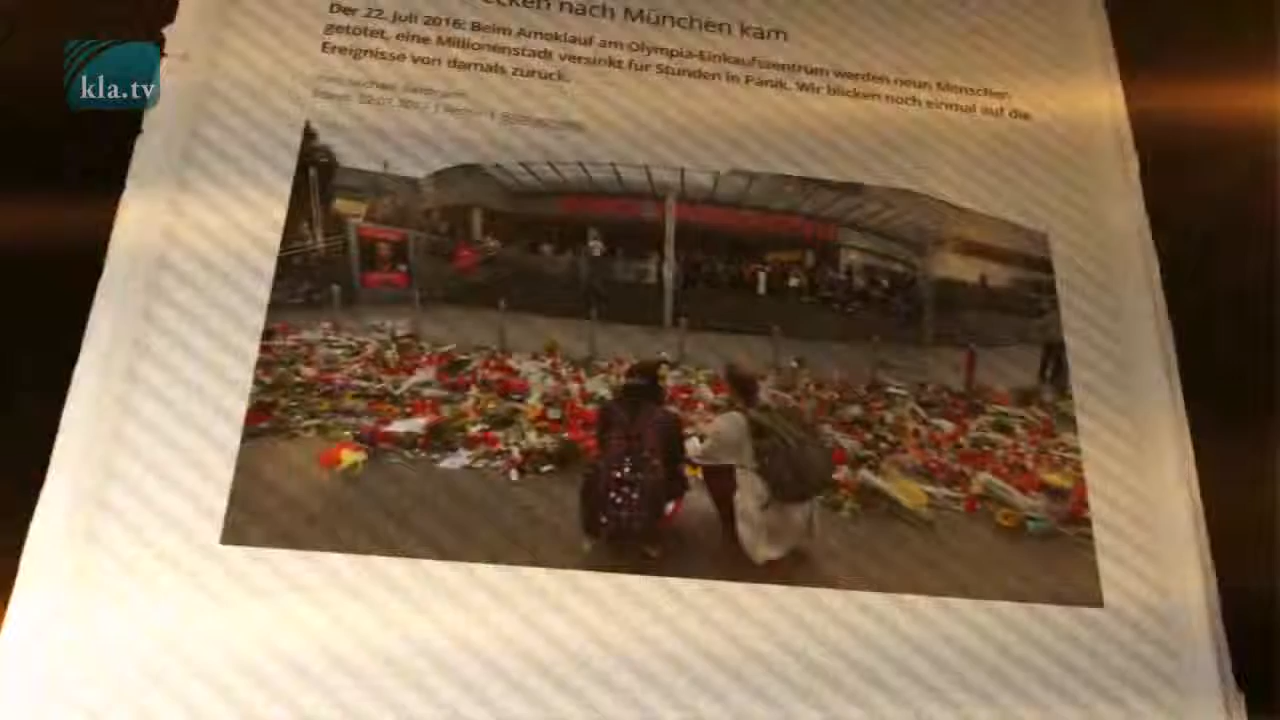 kla.tv
ecken nach München kam
Der 22. Juli 2016: Beim Amoklauf am Olympia-Einkaufszentrum werden neun Menschen
getötet, eine Millionenstadt versinkt für Stunden in Panik. Wir blicken noch einmal auf die
Ereignisse von damals zurück.